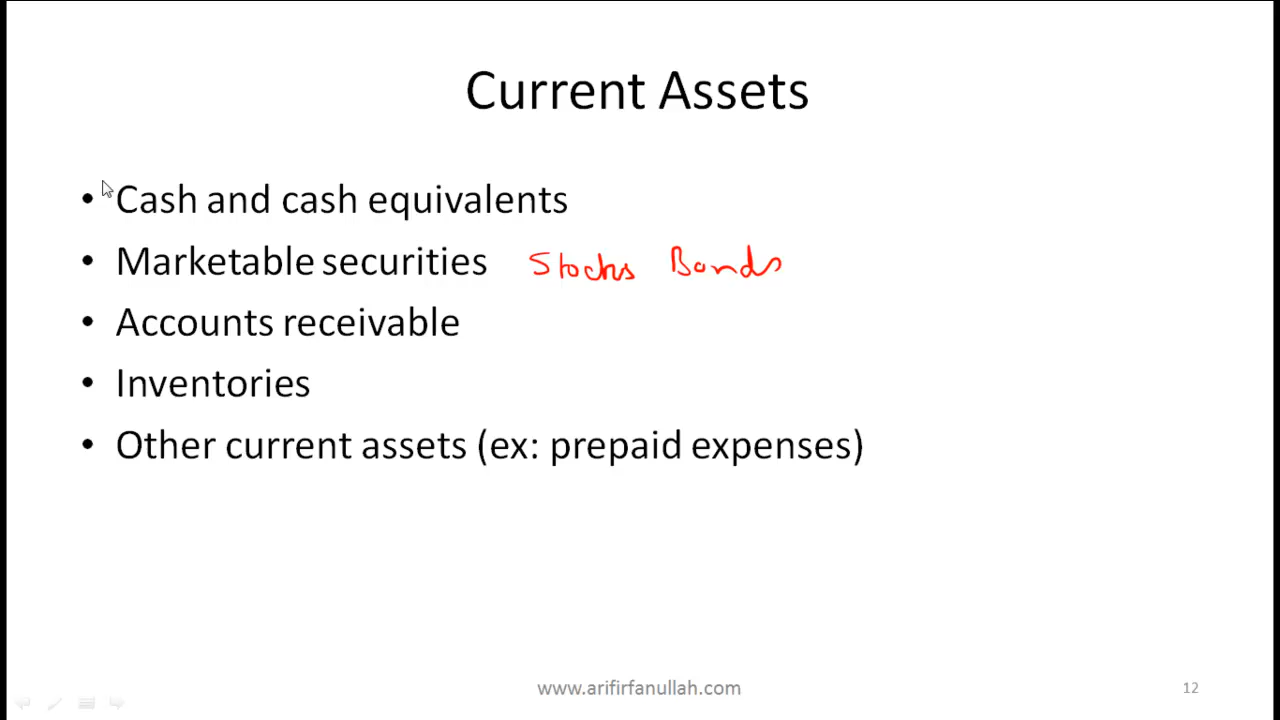 Current Assets
• Cash and cash equivalents
• Marketable securities Stocks Bonds
• Accounts receivable
• Inventories
• Other current assets (ex: prepaid expenses)
www.arifirfanullah.com 12